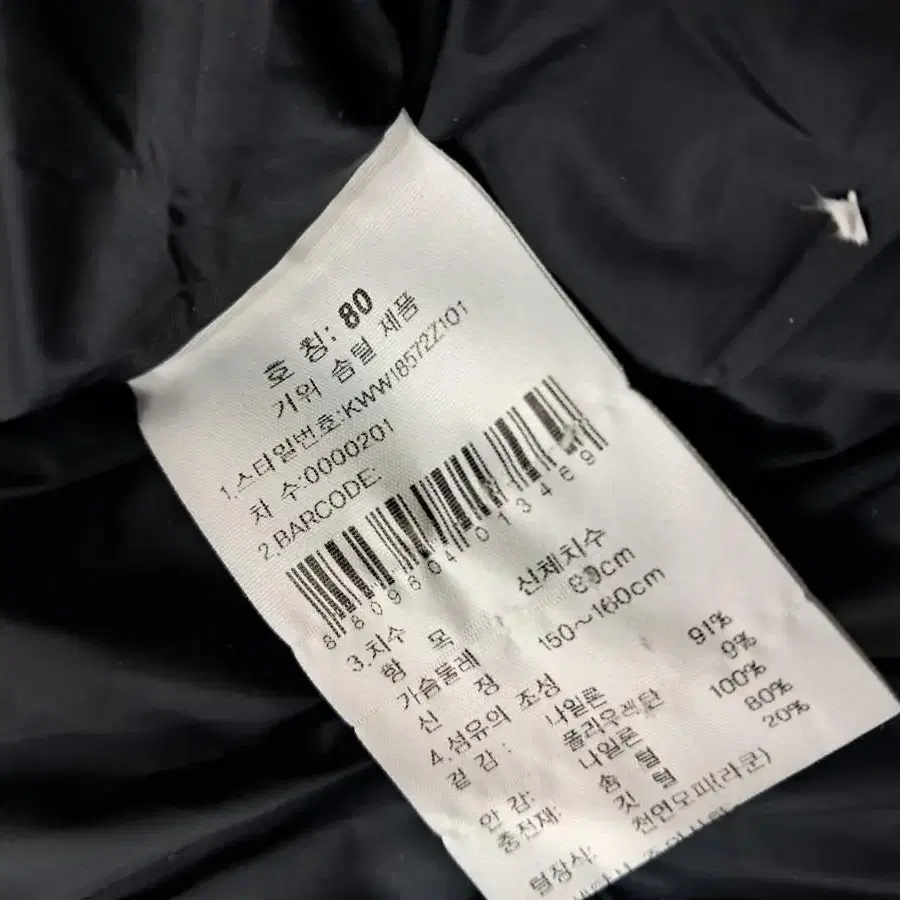 호 칭: 80
거위 솜털 제품
1.스타일번호:KWW18572Z101
차 수:0000201
2.BARCODE:
8809604013469
3.치수
항 목 신체치수
가슴둘레 80cm
신 장 150~160cm
4.섬유의 조성
겉 감: 나일론 91%
폴리우레탄 9%
안 감: 나일론 100%
충전재: 솜 털 80%
깃 털 20%
털장식: 천연모피(라쿤)